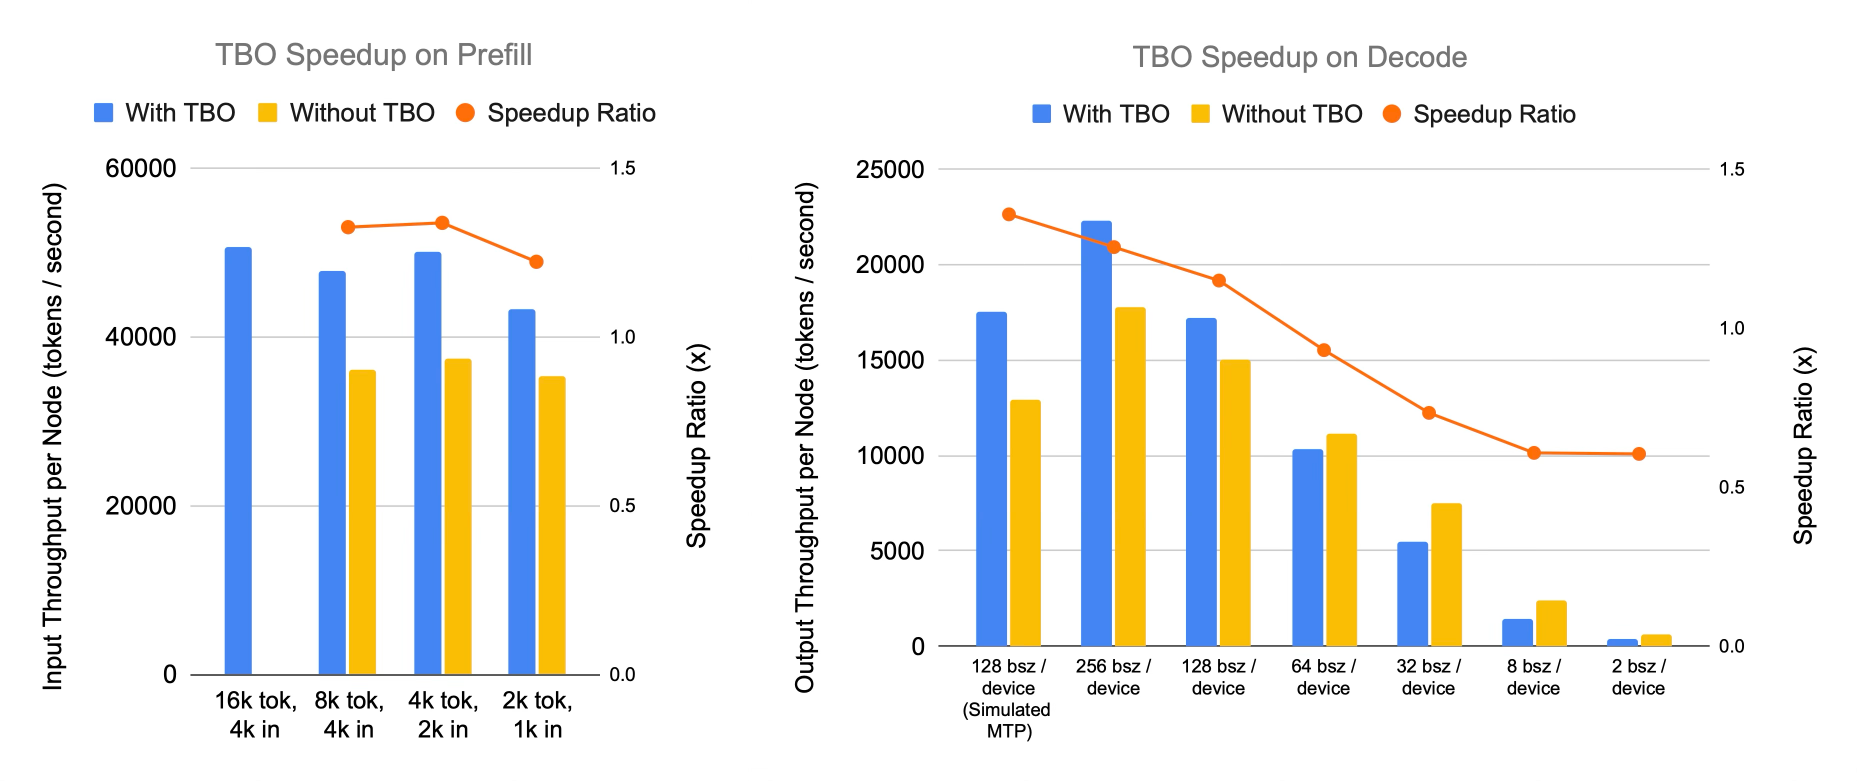 TBO Speedup on Prefill
With TBO
Without TBO
Speedup Ratio
Input Throughput per Node (tokens / second)
60000
40000
20000
0
1.5
1.0
0.5
0.0
Speedup Ratio (x)
16k tok,
4k in
8k tok,
4k in
4k tok,
2k in
2k tok,
1k in
TBO Speedup on Decode
With TBO
Without TBO
Speedup Ratio
Output Throughput per Node (tokens / second)
25000
20000
15000
10000
5000
0
1.5
1.0
0.5
0.0
Speedup Ratio (x)
128 bsz /
device
(Simulated
MTP)
256 bsz /
device
128 bsz /
device
64 bsz /
device
32 bsz /
device
8 bsz /
device
2 bsz /
device